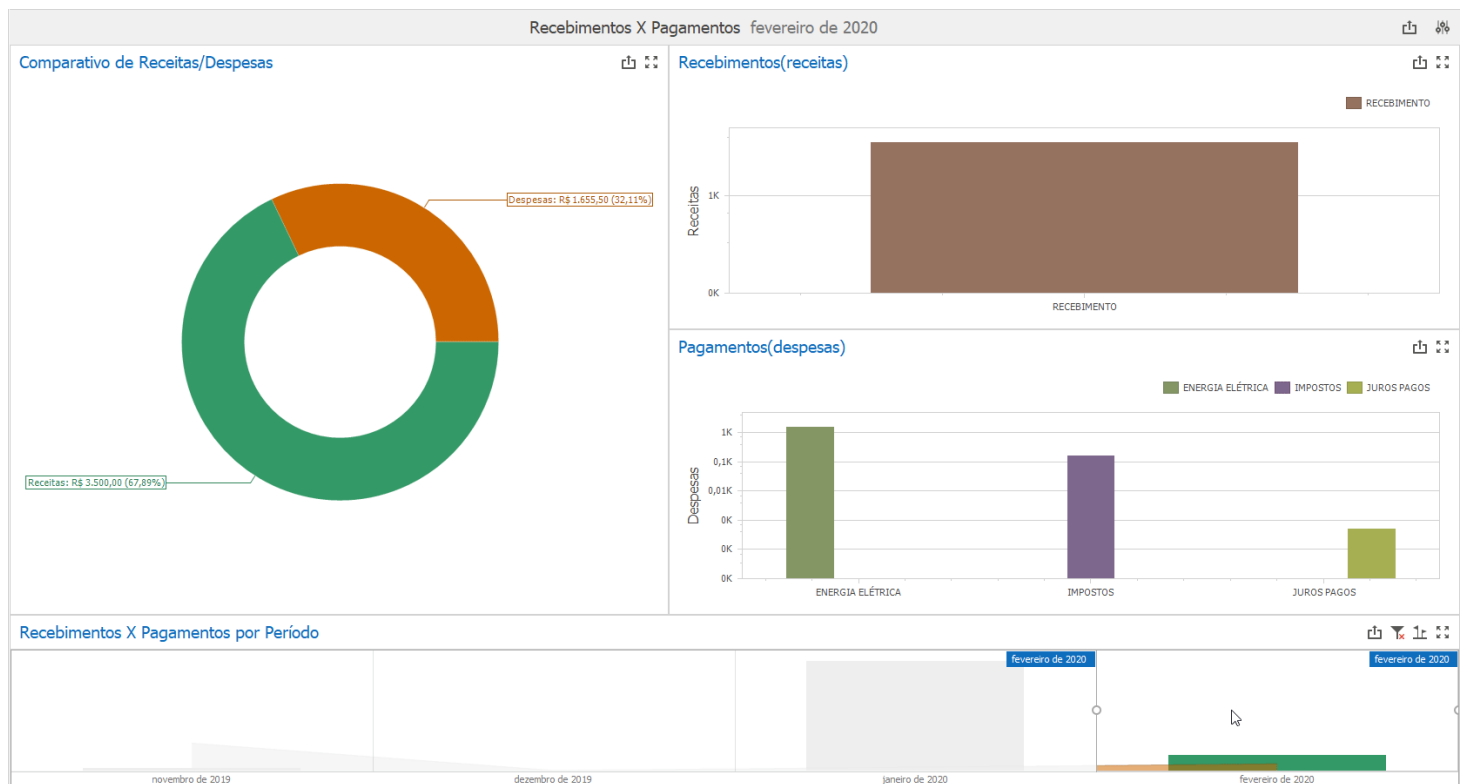 Recebimentos X Pagamentos fevereiro de 2020
Comparativo de Receitas/Despesas
Despesas: R$ 1.655,50 (32,11%)
Receitas: R$ 3.500,00 (67,89%)
Recebimentos(receitas)
RECEBIMENTO
Receitas
1K
0K
RECEBIMENTO
Pagamentos(despesas)
ENERGIA ELÉTRICA IMPOSTOS JUROS PAGOS
Despesas
1K
0,1K
0,01K
0K
0K
0K
ENERGIA ELÉTRICA IMPOSTOS JUROS PAGOS
Recebimentos X Pagamentos por Período
fevereiro de 2020 fevereiro de 2020
novembro de 2019 dezembro de 2019 janeiro de 2020 fevereiro de 2020